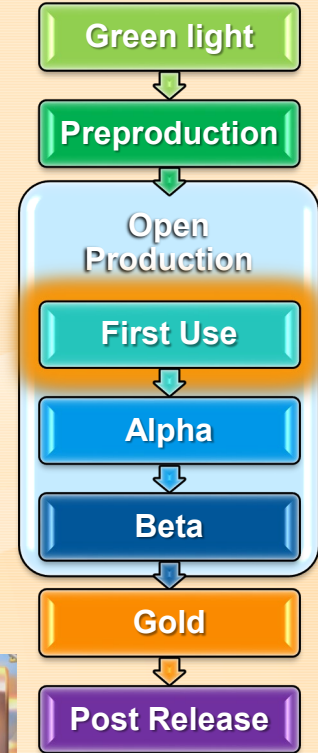 Green light
Preproduction
Open
Production
First Use
Alpha
Beta
Gold
Post Release